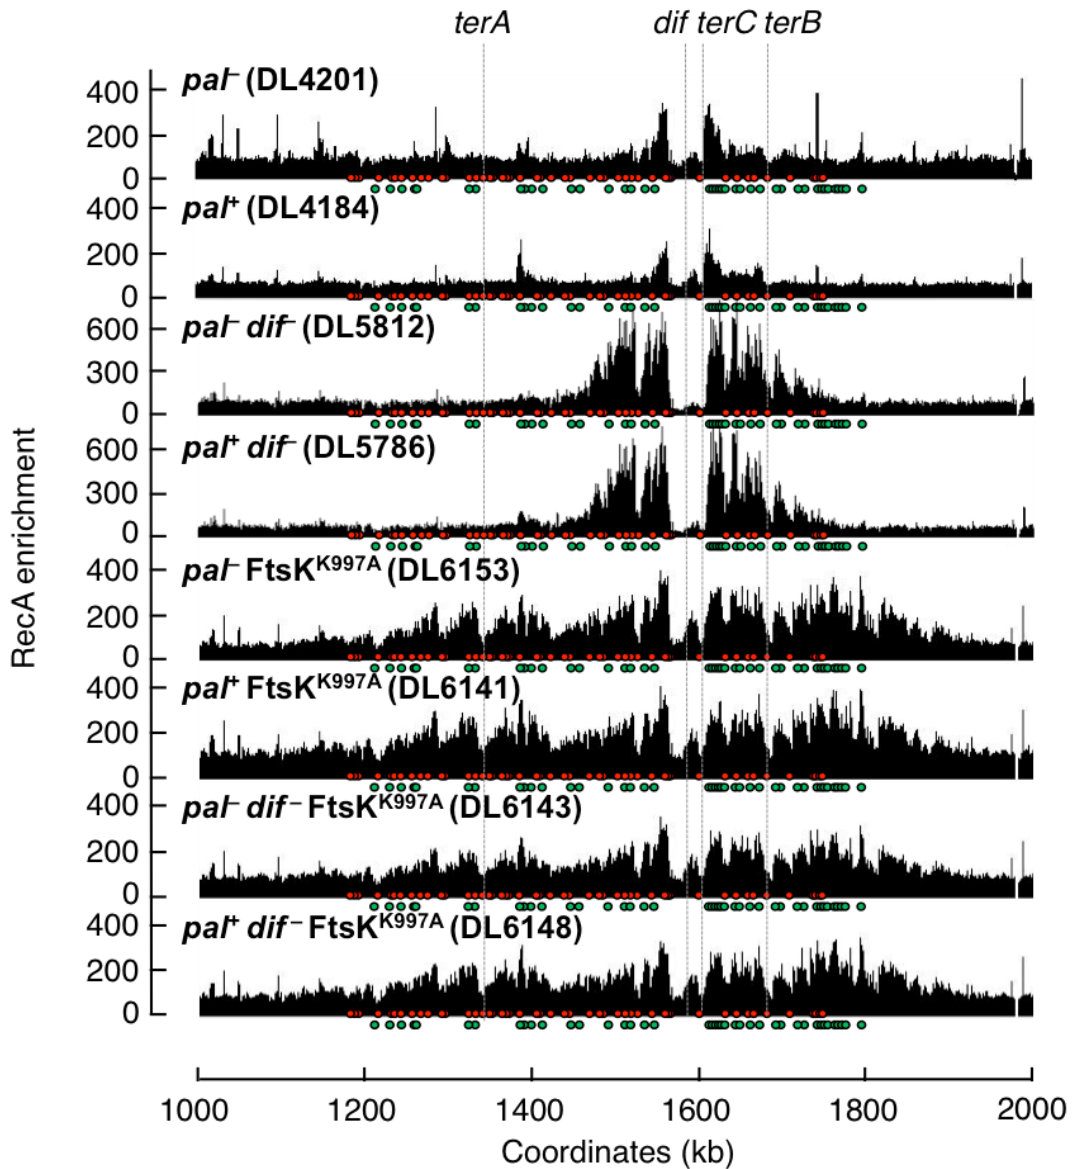 terA dif terC terB
pal– (DL4201)
400
200
0
pal+ (DL4184)
400
200
0
pal– dif– (DL5812)
600
300
0
pal+ dif– (DL5786)
600
300
0
pal– FtsKK997A (DL6153)
400
200
0
pal+ FtsKK997A (DL6141)
400
200
0
pal– dif– FtsKK997A (DL6143)
400
200
0
pal+ dif– FtsKK997A (DL6148)
400
200
0
RecA enrichment
1000 1200 1400 1600 1800 2000
Coordinates (kb)